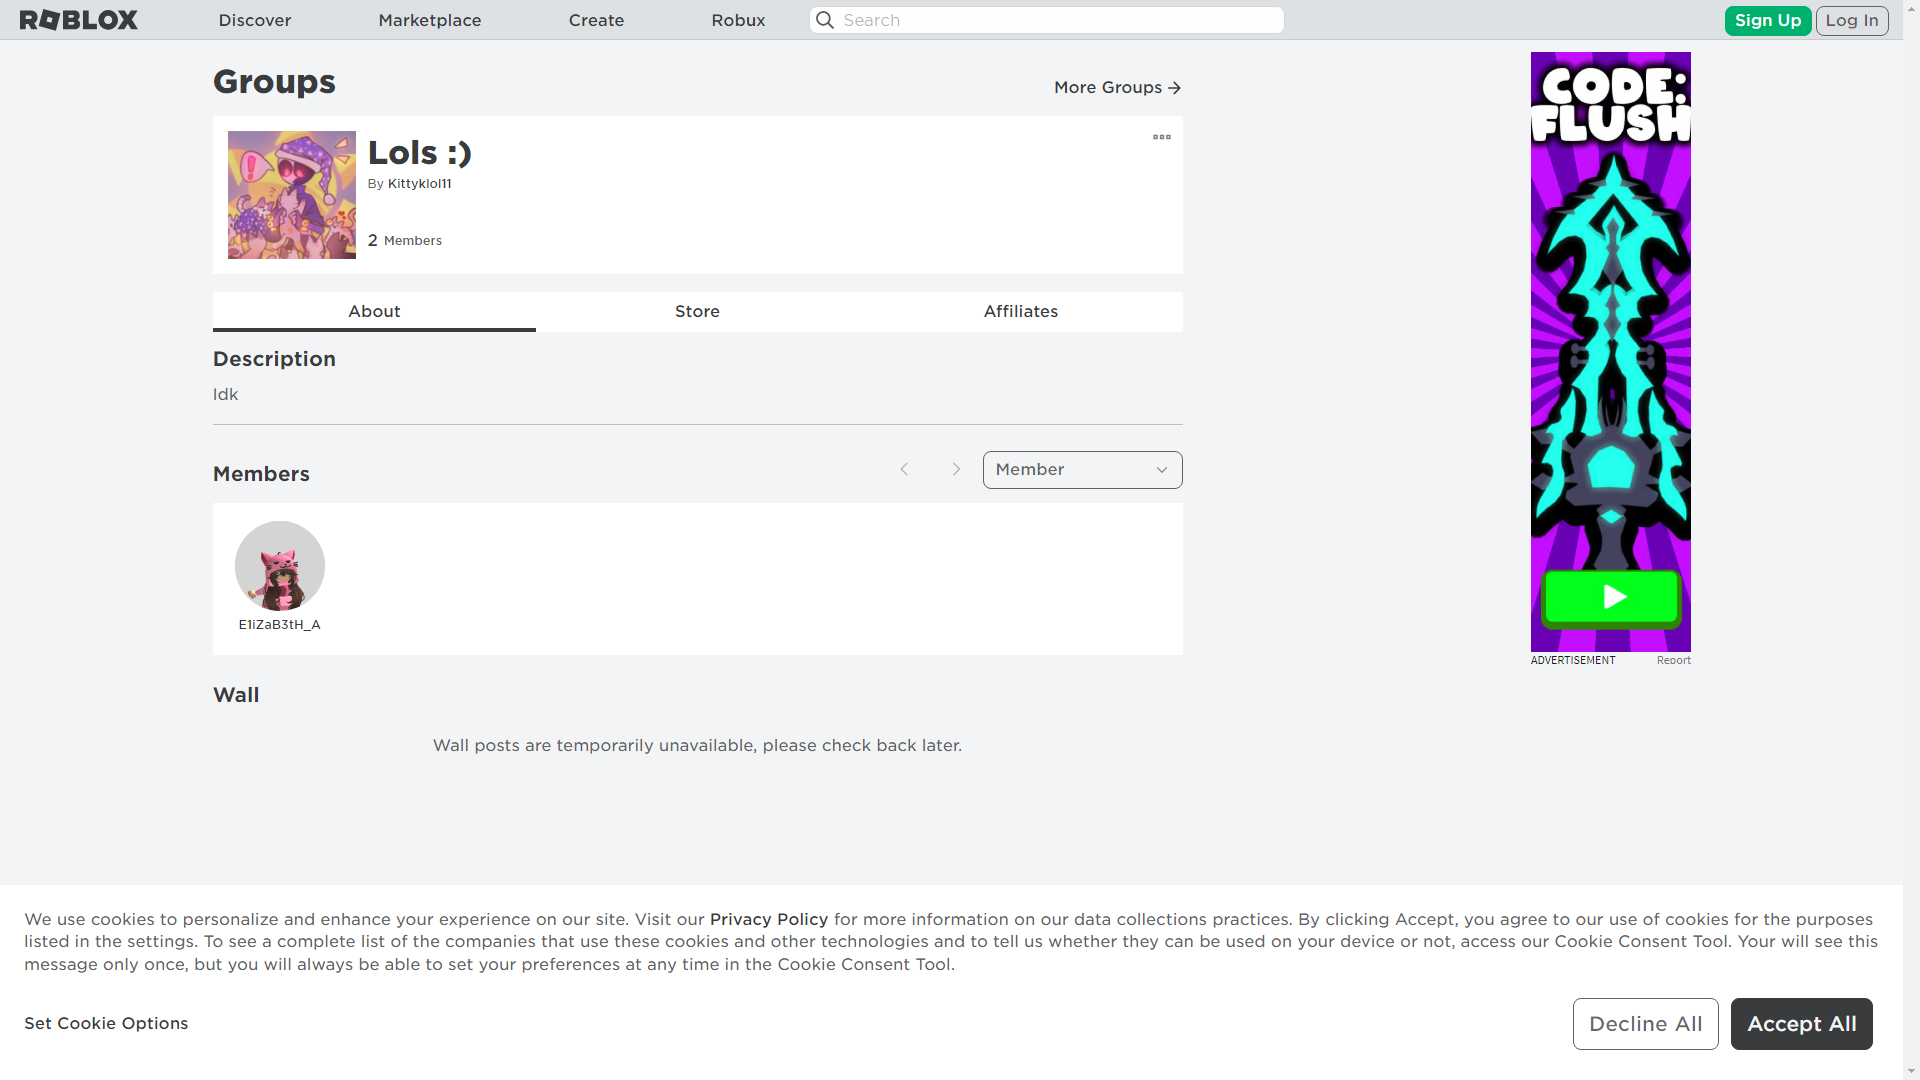 ROBLOX
Discover
Marketplace
Create
Robux
Search
Sign Up
Log In
Groups
More Groups
Lols :)
By Kittyklol11
2 Members
About
Store
Affiliates
Description
Idk
Members
Member
E1iZaB3tH_A
Wall
Wall posts are temporarily unavailable, please check back later.
CODE:
FLUSH
ADVERTISEMENT
Report
We use cookies to personalize and enhance your experience on our site. Visit our Privacy Policy for more information on our data collections practices. By clicking Accept, you agree to our use of cookies for the purposes
listed in the settings. To see a complete list of the companies that use these cookies and other technologies and to tell us whether they can be used on your device or not, access our Cookie Consent Tool. Your will see this
message only once, but you will always be able to set your preferences at any time in the Cookie Consent Tool.
Set Cookie Options
Decline All
Accept All